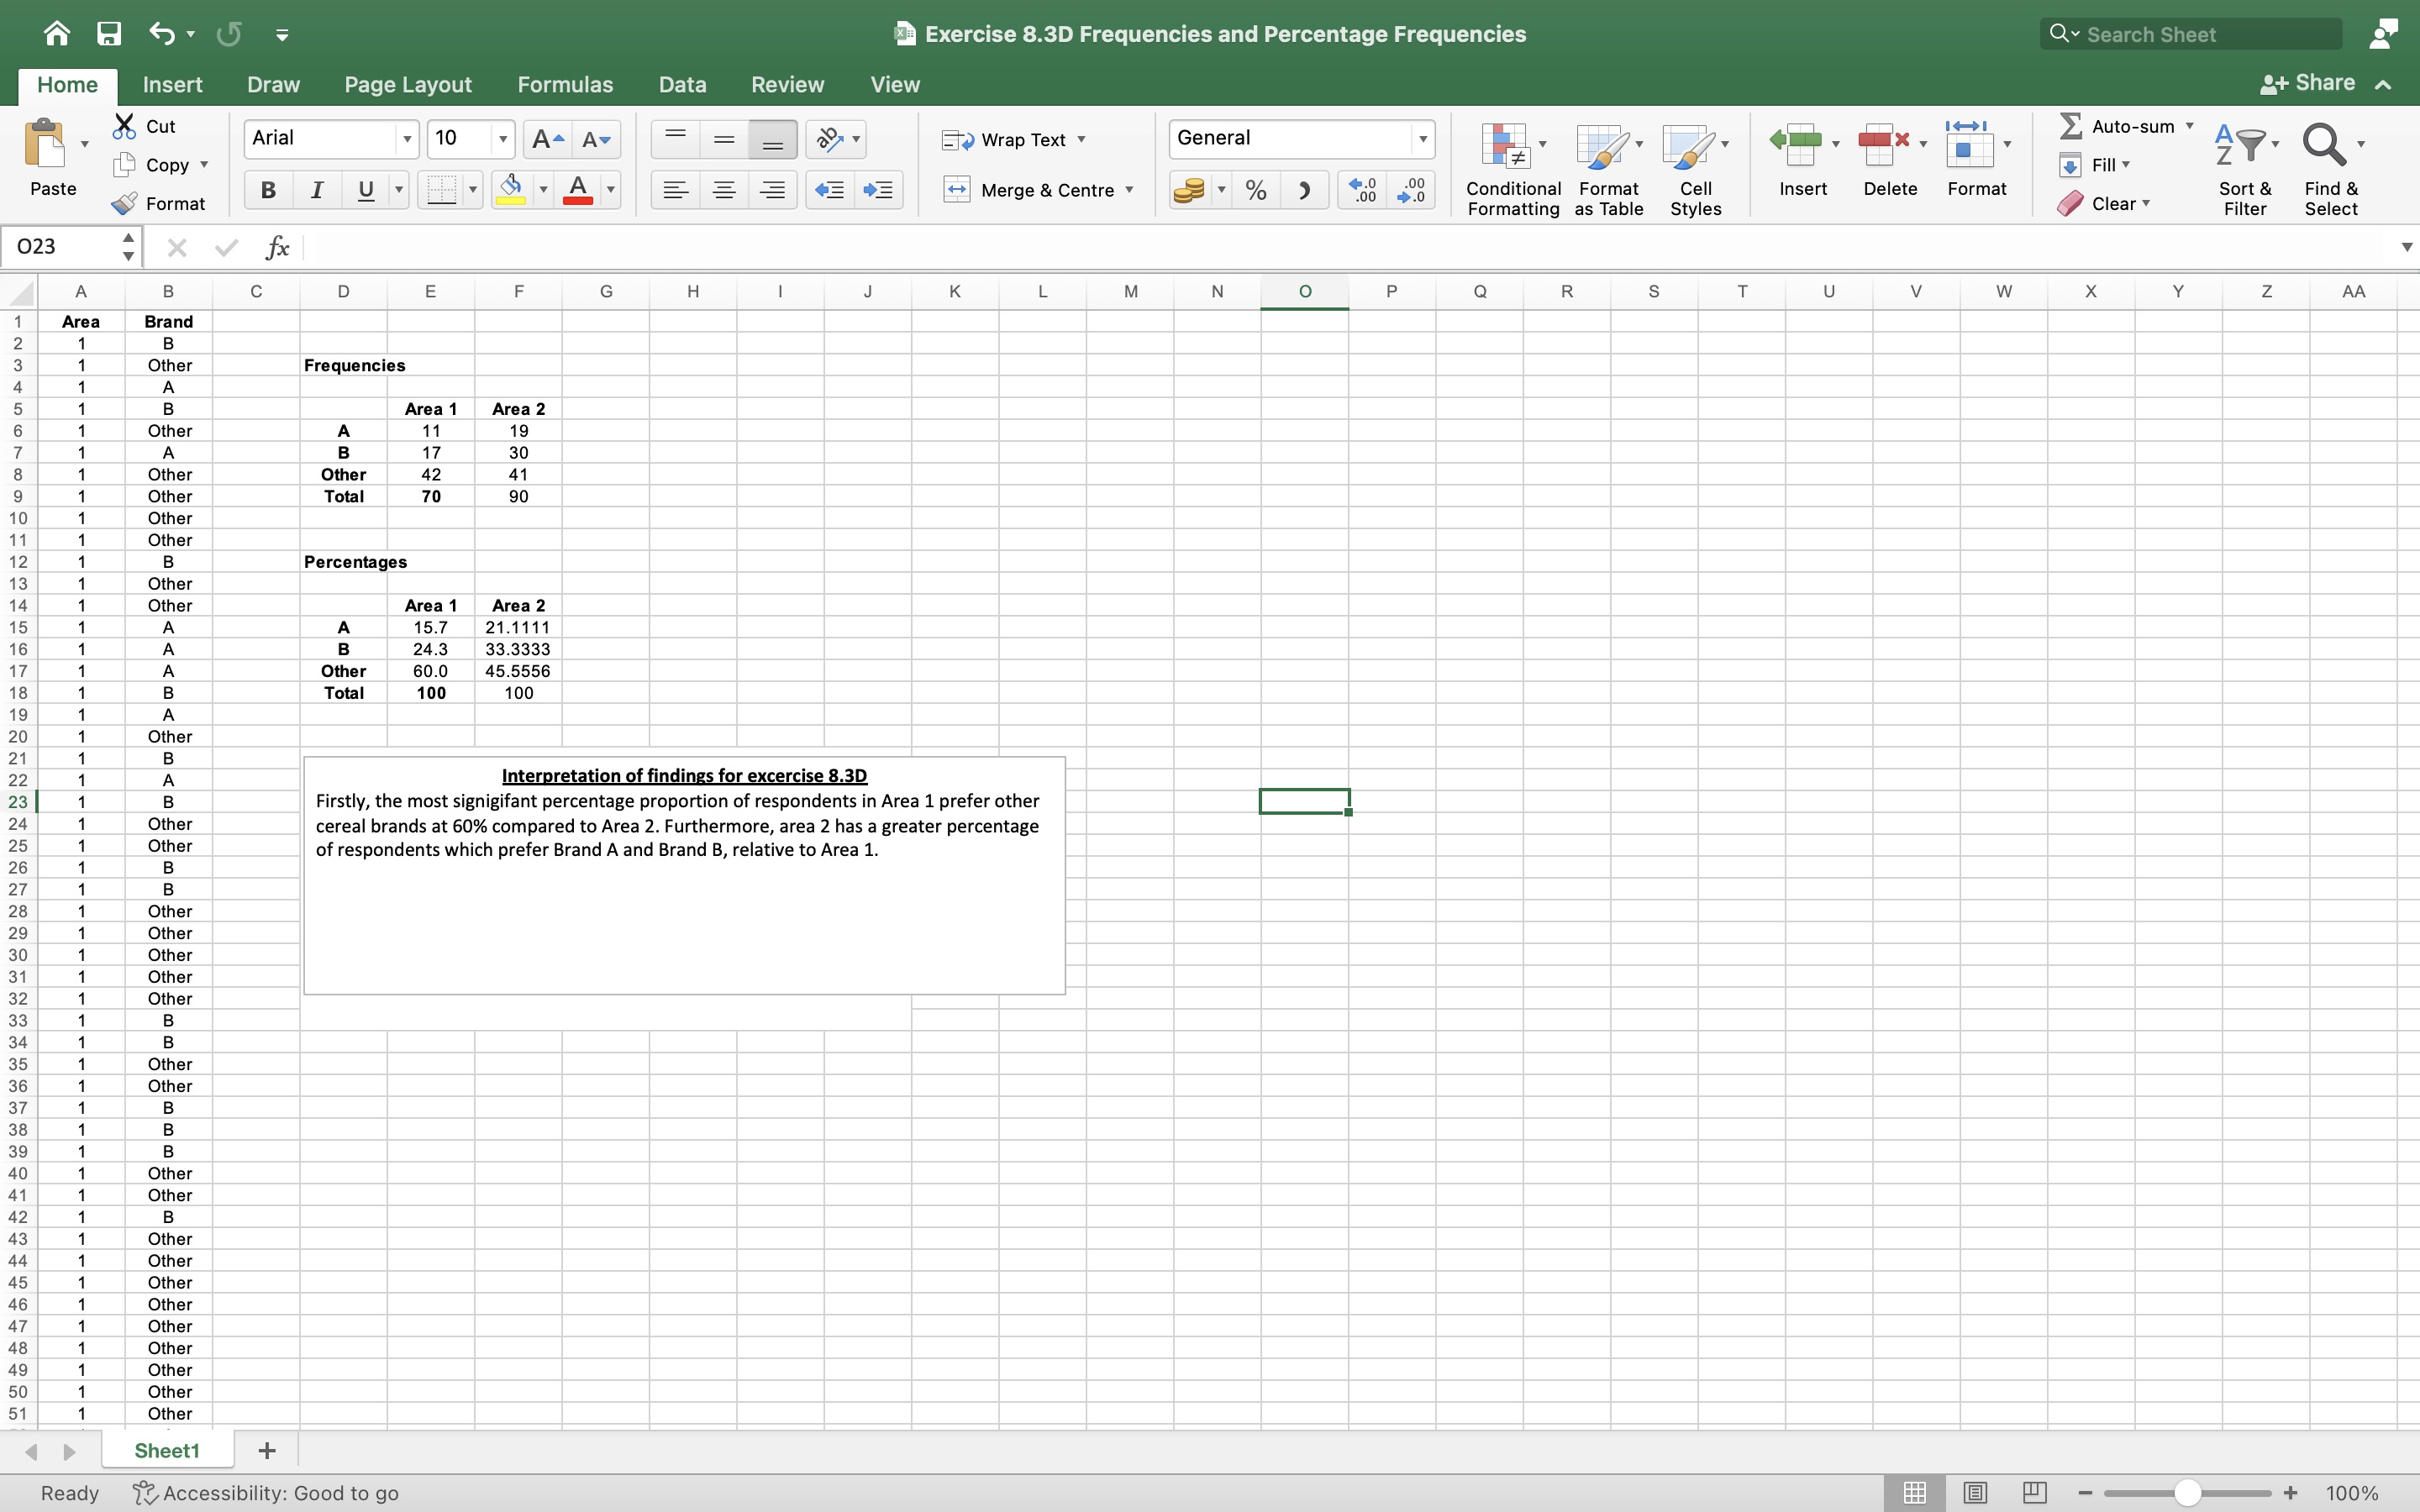 Exercise 8.3D Frequencies and Percentage Frequencies
Search Sheet
Home Insert Draw Page Layout Formulas Data Review View
Share
Paste
Cut
Copy
Format
Arial 10
B I U
Wrap Text
Merge & Centre
General
Conditional Formatting
Format as Table
Cell Styles
Insert
Delete
Format
Auto-sum
Fill
Clear
Sort & Filter
Find & Select
O23 fx
A B C D E F G H I J K L M N O P Q R S T U V W X Y Z AA
1 Area Brand
2 1 B
3 1 Other Frequencies
4 1 A
5 1 B Area 1 Area 2
6 1 Other A 11 19
7 1 A B 17 30
8 1 Other Other 42 41
9 1 Other Total 70 90
10 1 Other
11 1 Other
12 1 B Percentages
13 1 Other
14 1 Other Area 1 Area 2
15 1 A A 15.7 21.1111
16 1 A B 24.3 33.3333
17 1 A Other 60.0 45.5556
18 1 B Total 100 100
19 1 A
20 1 Other
21 1 B
22 1 A
23 1 B
24 1 Other
25 1 Other
26 1 B
27 1 B
28 1 Other
29 1 Other
30 1 Other
31 1 Other
32 1 Other
33 1 B
34 1 B
35 1 Other
36 1 Other
37 1 B
38 1 B
39 1 B
40 1 Other
41 1 Other
42 1 B
43 1 Other
44 1 Other
45 1 Other
46 1 Other
47 1 Other
48 1 Other
49 1 Other
50 1 Other
51 1 Other
Interpretation of findings for excercise 8.3D
Firstly, the most signigifant percentage proportion of respondents in Area 1 prefer other
cereal brands at 60% compared to Area 2. Furthermore, area 2 has a greater percentage
of respondents which prefer Brand A and Brand B, relative to Area 1.
Sheet1
Ready Accessibility: Good to go 100%